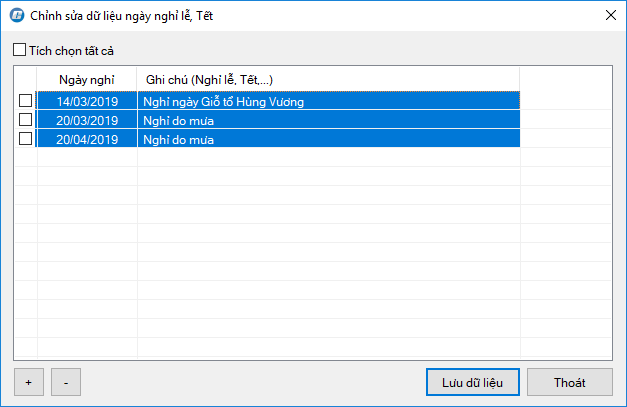 Chỉnh sửa dữ liệu ngày nghỉ lễ, Tết
Tích chọn tất cả
Ngày nghỉ Ghi chú (Nghỉ lễ, Tết,...)
14/03/2019 Nghỉ ngày Giỗ tổ Hùng Vương
20/03/2019 Nghỉ do mưa
20/04/2019 Nghỉ do mưa
+ - Lưu dữ liệu Thoát